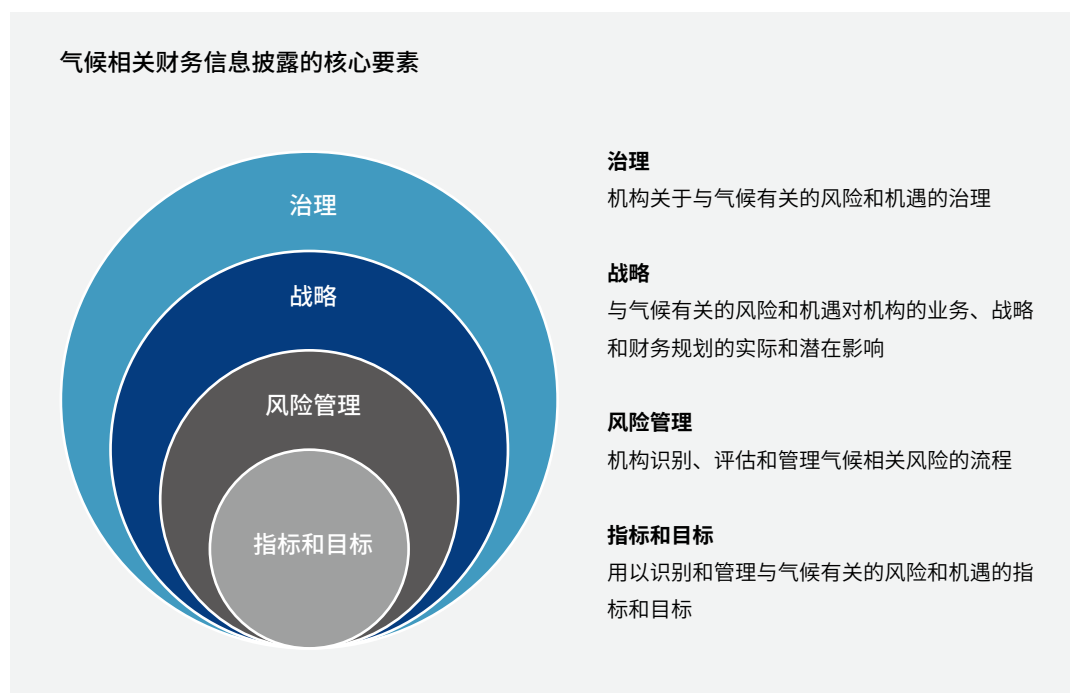 气候相关财务信息披露的核心要素
治理
战略
风险管理
指标和目标
治理
机构关于与气候有关的风险和机遇的治理
战略
与气候有关的风险和机遇对机构的业务、战略
和财务规划的实际和潜在影响
风险管理
机构识别、评估和管理气候相关风险的流程
指标和目标
用以识别和管理与气候有关的风险和机遇的指
标和目标